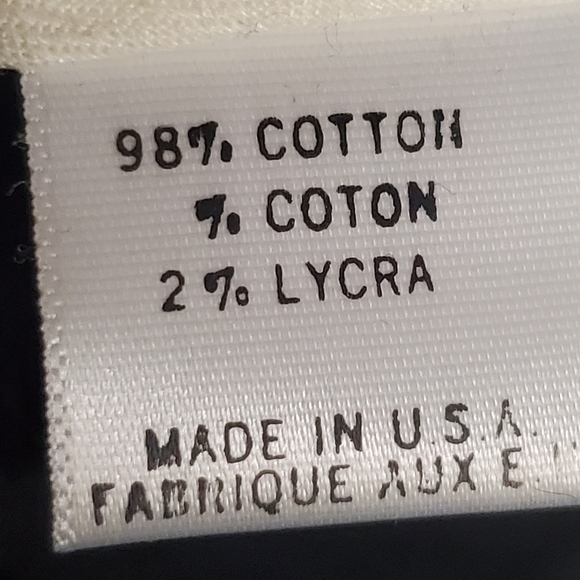 98% COTTON
% COTON
2% LYCRA
MADE IN U.S.A.
FABRIQUE AUX E.